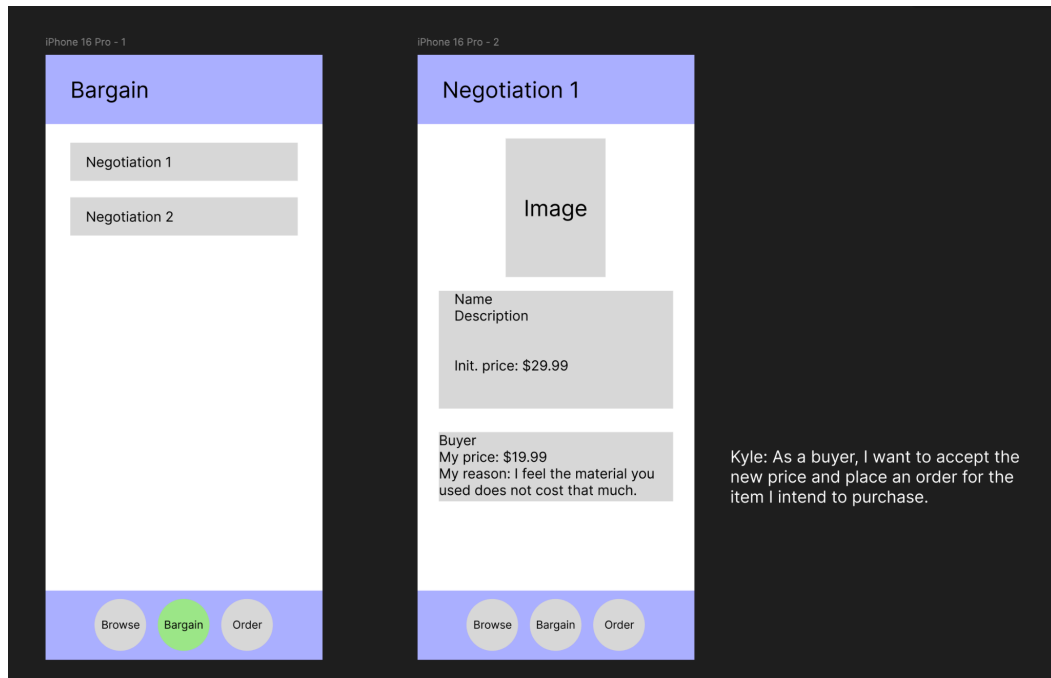 iPhone 16 Pro - 1
Bargain
Negotiation 1
Negotiation 2
Browse
Bargain
Order
iPhone 16 Pro - 2
Negotiation 1
Image
Name
Description
Init. price: $29.99
Buyer
My price: $19.99
My reason: I feel the material you
used does not cost that much.
Browse
Bargain
Order
Kyle: As a buyer, I want to accept the
new price and place an order for the
item I intend to purchase.